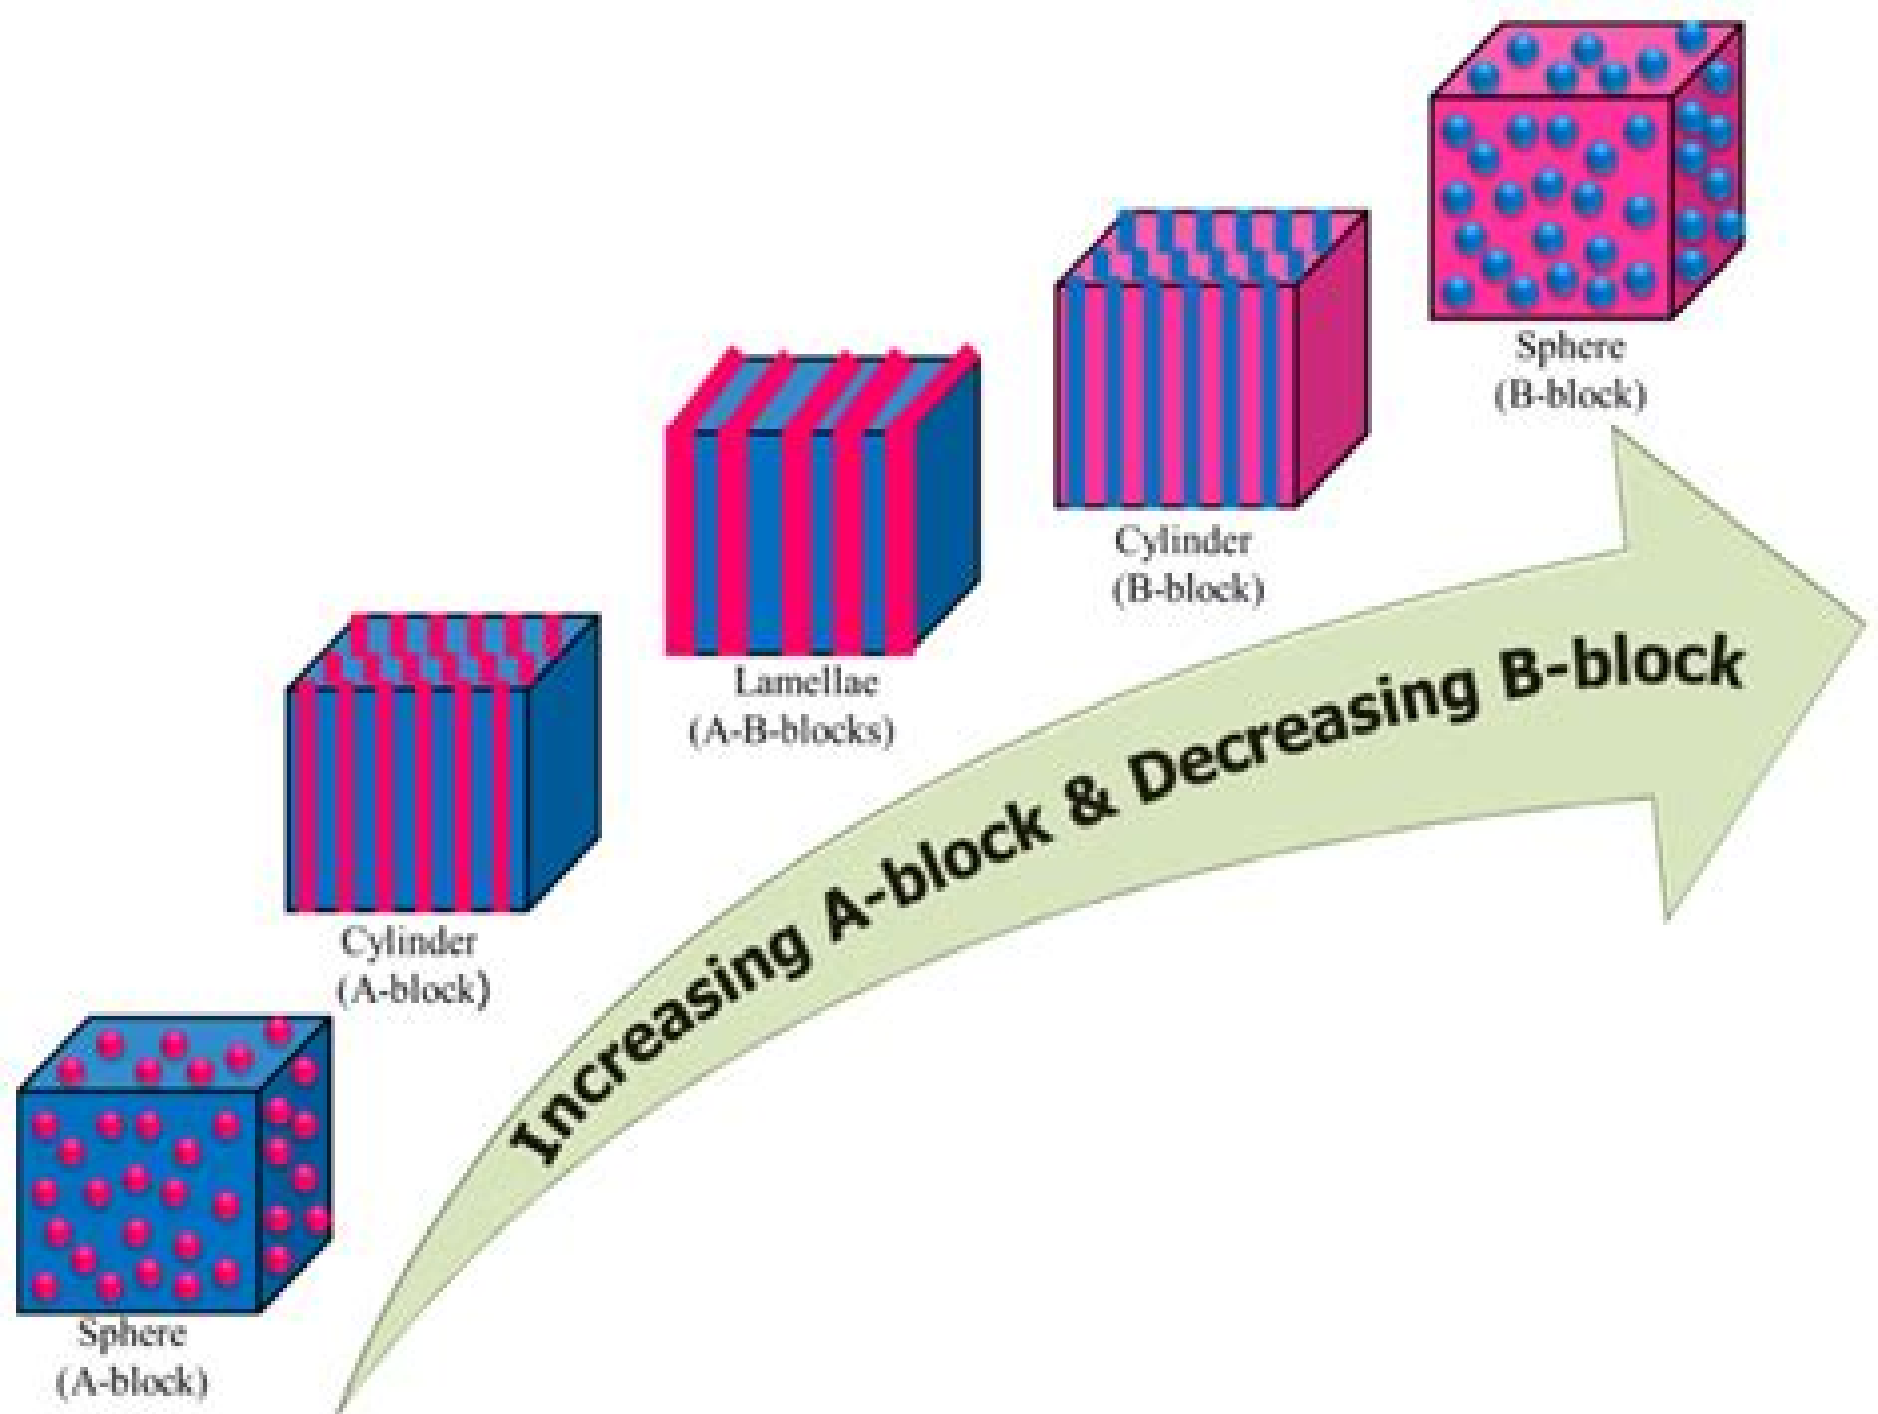 Sphere
(B-block)
Cylinder
(B-block)
Lamellae
(A-B-blocks)
Cylinder
(A-block)
Sphere
(A-block)
Increasing A-block & Decreasing B-block